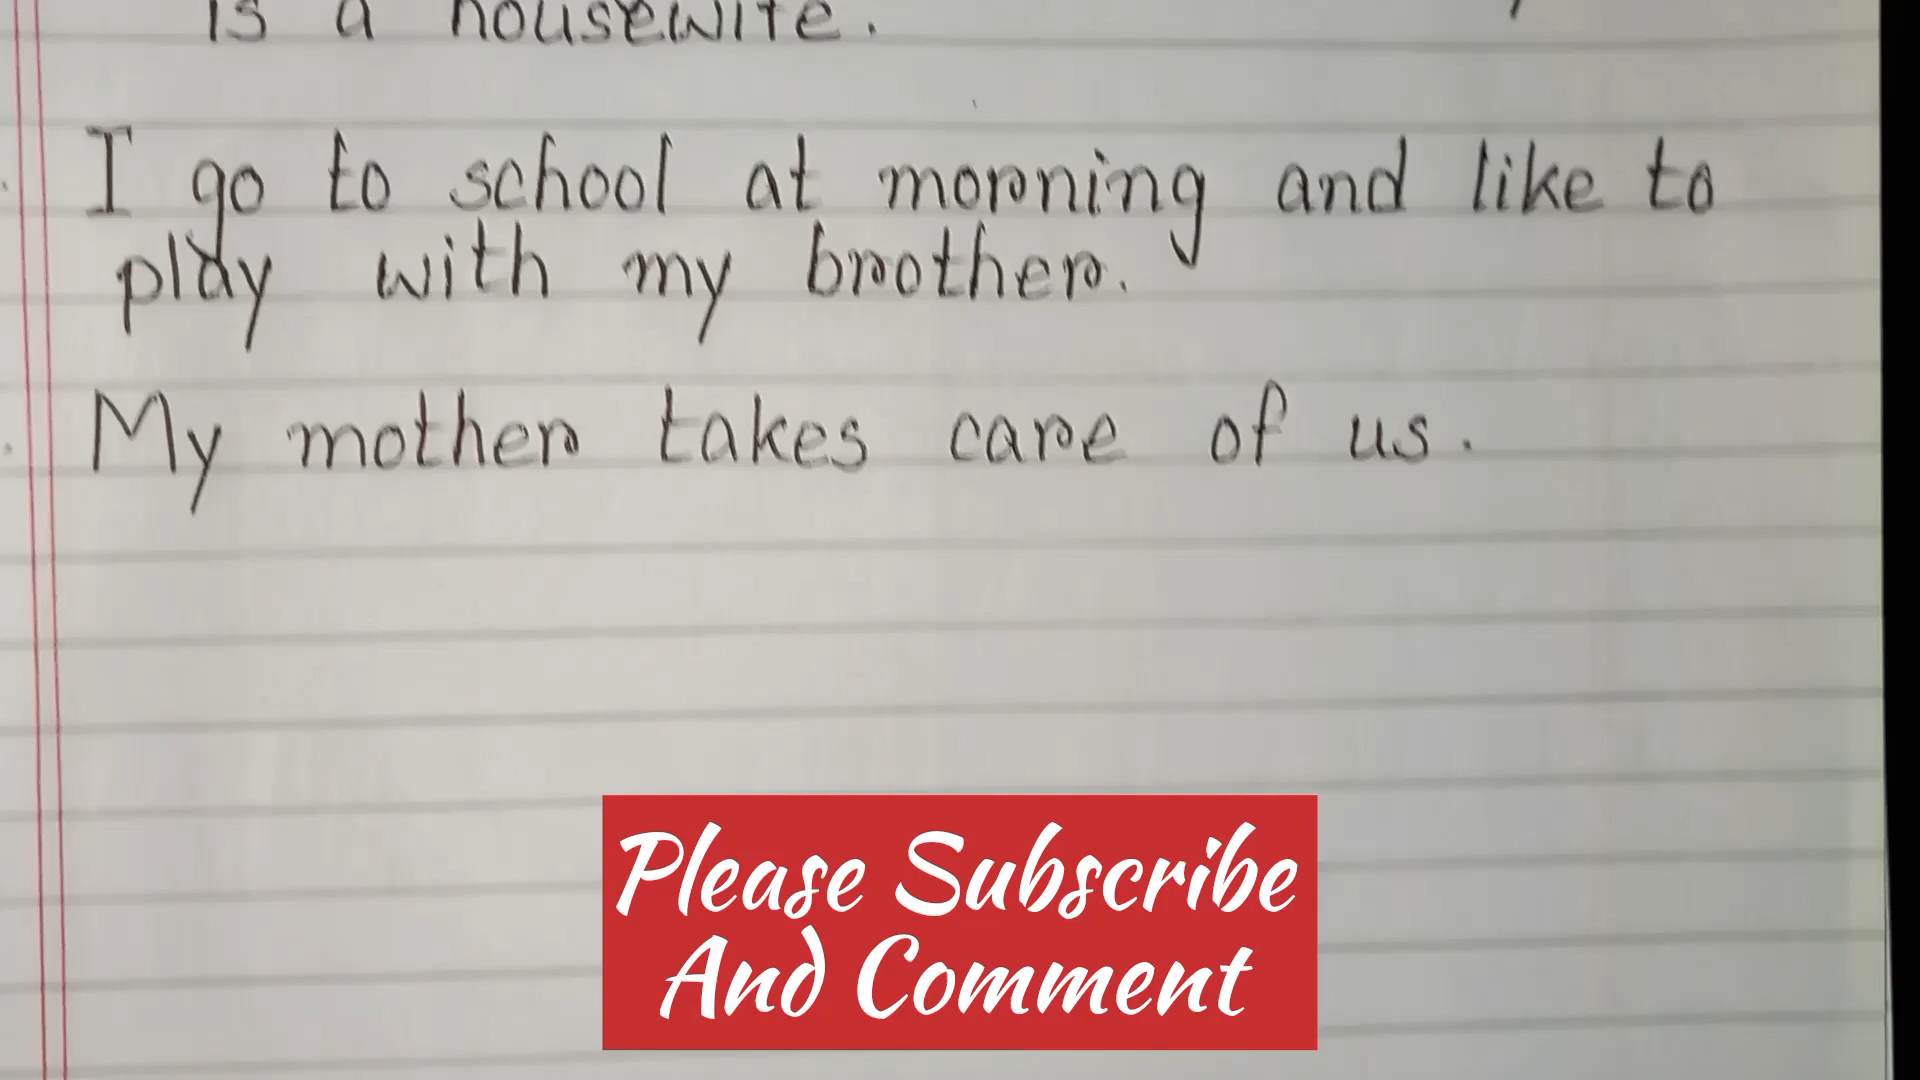 is a housewife.
I go to school at morning and like to
play with my brother.
My mother takes care of us.
Please Subscribe
And Comment